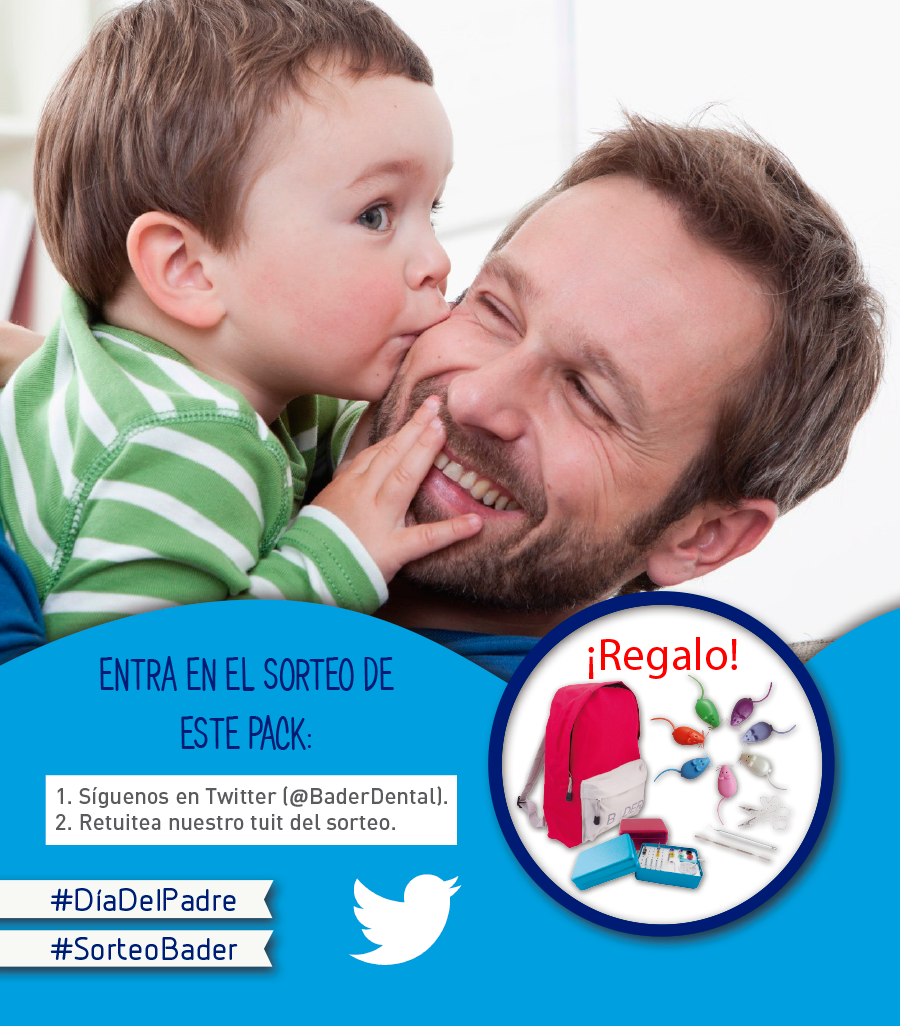 ENTRA EN EL SORTEO DE
ESTE PACK:
1. Síguenos en Twitter (@BaderDental).
2. Retuitea nuestro tuit del sorteo.
#DíaDelPadre
#SorteoBader
¡Regalo!
BADER